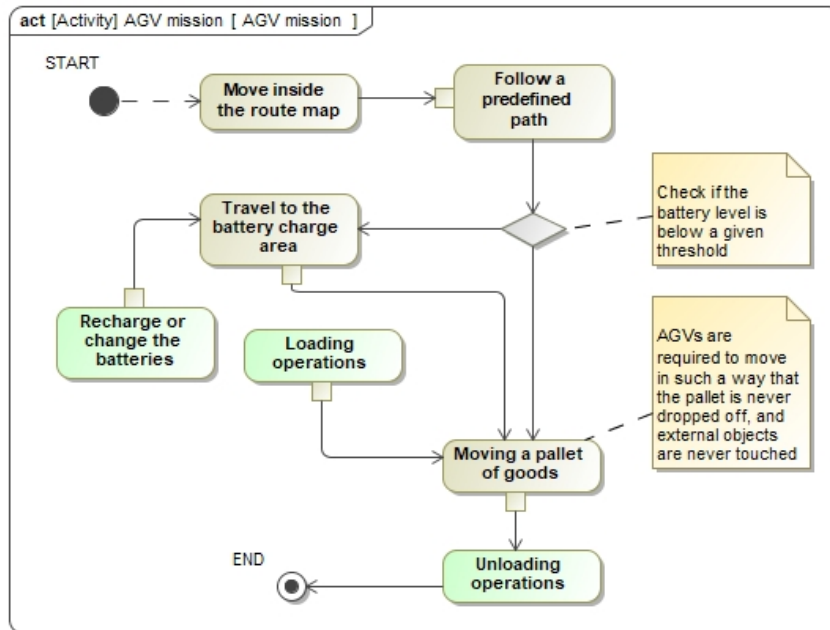 act [Activity] AGV mission [ AGV mission ]
START
Move inside
the route map
Follow a
predefined
path
Travel to the
battery charge
area
Check if the
battery level is
below a given
threshold
Recharge or
change the
batteries
Loading
operations
AGVs are
required to move
in such a way that
the pallet is never
dropped off, and
external objects
are never touched
Moving a pallet
of goods
END
Unloading
operations